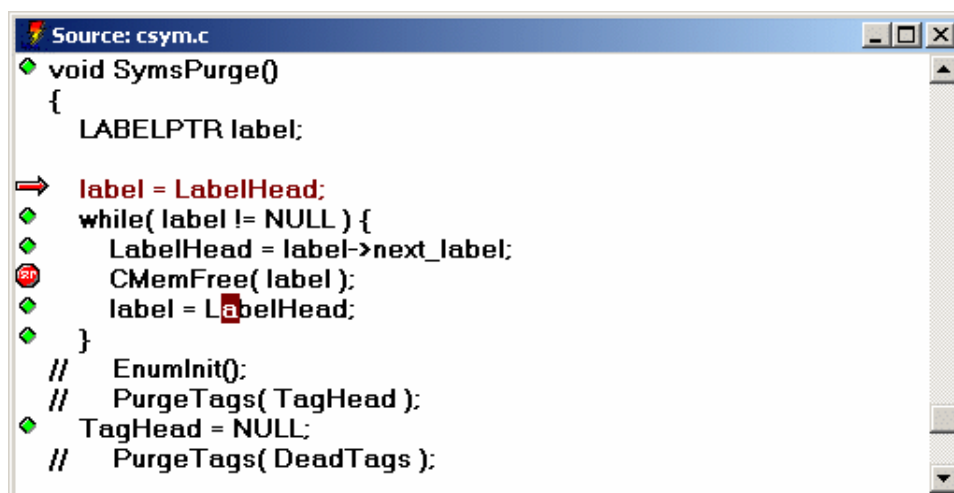 Source: csym.c
void SymsPurge()
{
LABELPTR label;
label = LabelHead;
while( label != NULL ) {
LabelHead = label->next_label;
CMemFree( label );
label = LabelHead;
}
// EnumInit();
// PurgeTags( TagHead );
TagHead = NULL;
// PurgeTags( DeadTags );